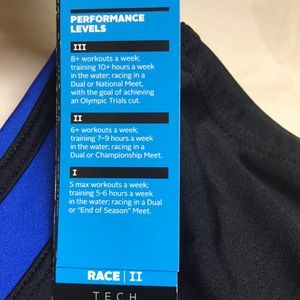 PERFORMANCE
LEVELS
III
8+ workouts a week;
training 10+ hours a week
in the water; racing in a
Dual or National Meet,
with the goal of achieving
an Olympic Trials cut.
II
6+ workouts a week;
training 7-9 hours a week
in the water; racing in a
Dual or Championship Meet.
I
5 max workouts a week;
training 5-6 hours a week
in the water; racing in a Dual
or "End of Season" Meet.
RACE | II
TECH